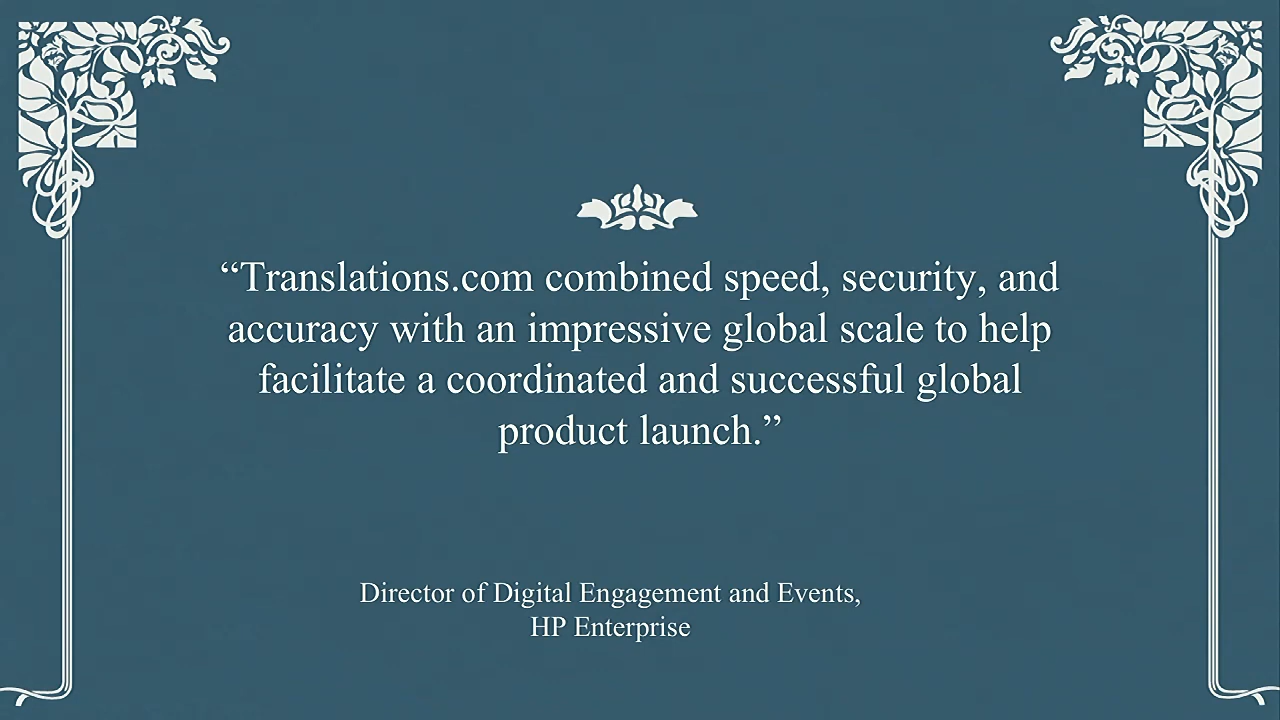 “Translations.com combined speed, security, and
accuracy with an impressive global scale to help
facilitate a coordinated and successful global
product launch.”
Director of Digital Engagement and Events,
HP Enterprise